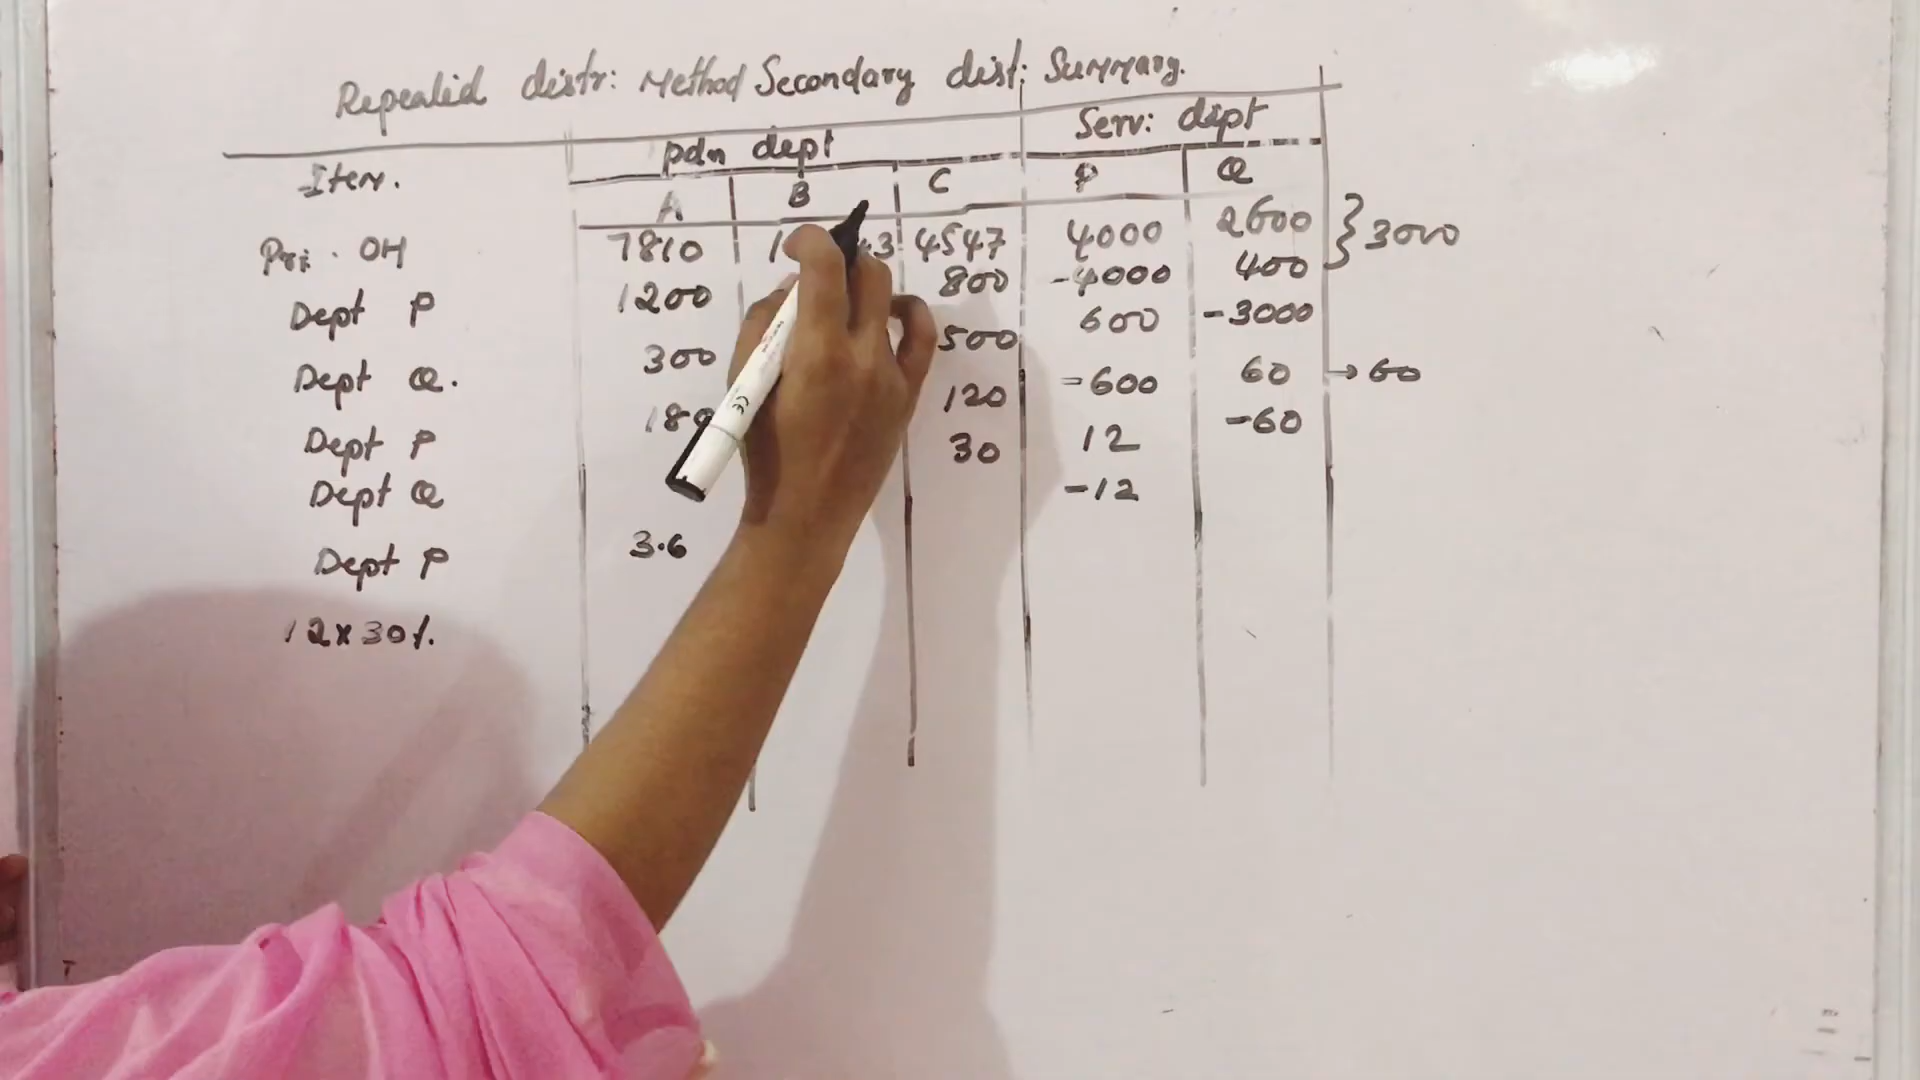 Repeated distr: Method Secondary dist: Summary.
Item. pdn dept Serv: dept
A B C P Q
Pri. OH 7810 4547 4000 2600 } 3000
Dept P 1200 800 -4000 400
Dept Q. 300 500 600 -3000
Dept P 180 120 -600 60 → 60
Dept Q 30 12 -60
Dept P 3.6 -12
12x30%.